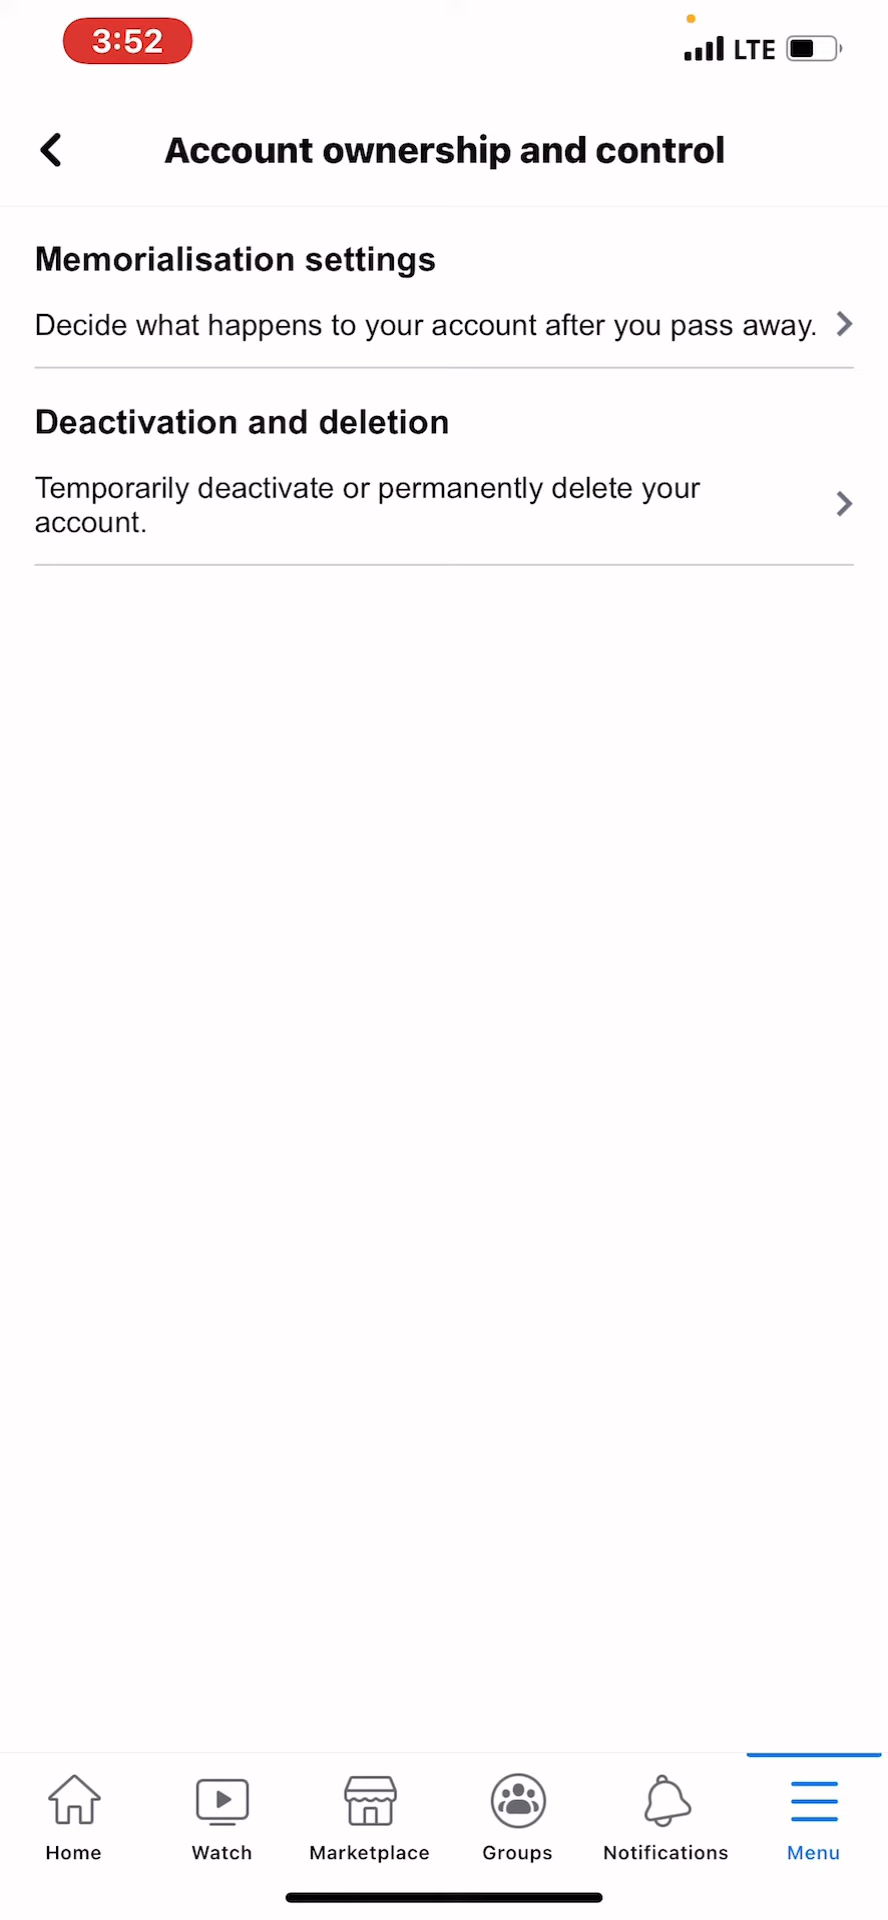 3:52
LTE
Account ownership and control
Memorialisation settings
Decide what happens to your account after you pass away.
Deactivation and deletion
Temporarily deactivate or permanently delete your
account.
Home
Watch
Marketplace
Groups
Notifications
Menu